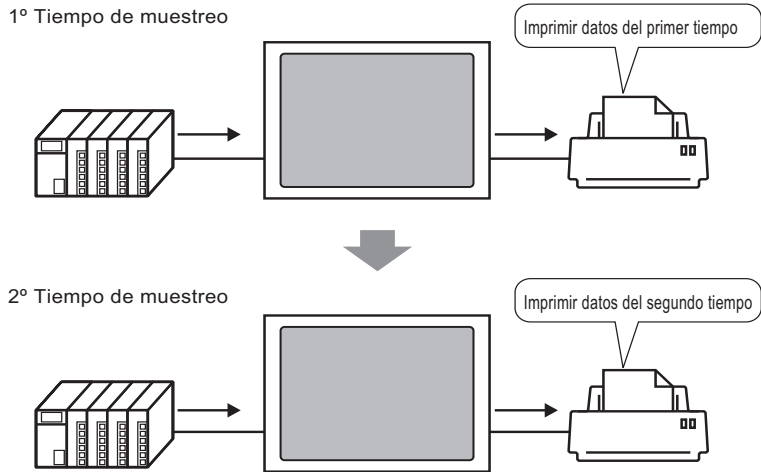 1º Tiempo de muestreo
Imprimir datos del primer tiempo
2º Tiempo de muestreo
Imprimir datos del segundo tiempo